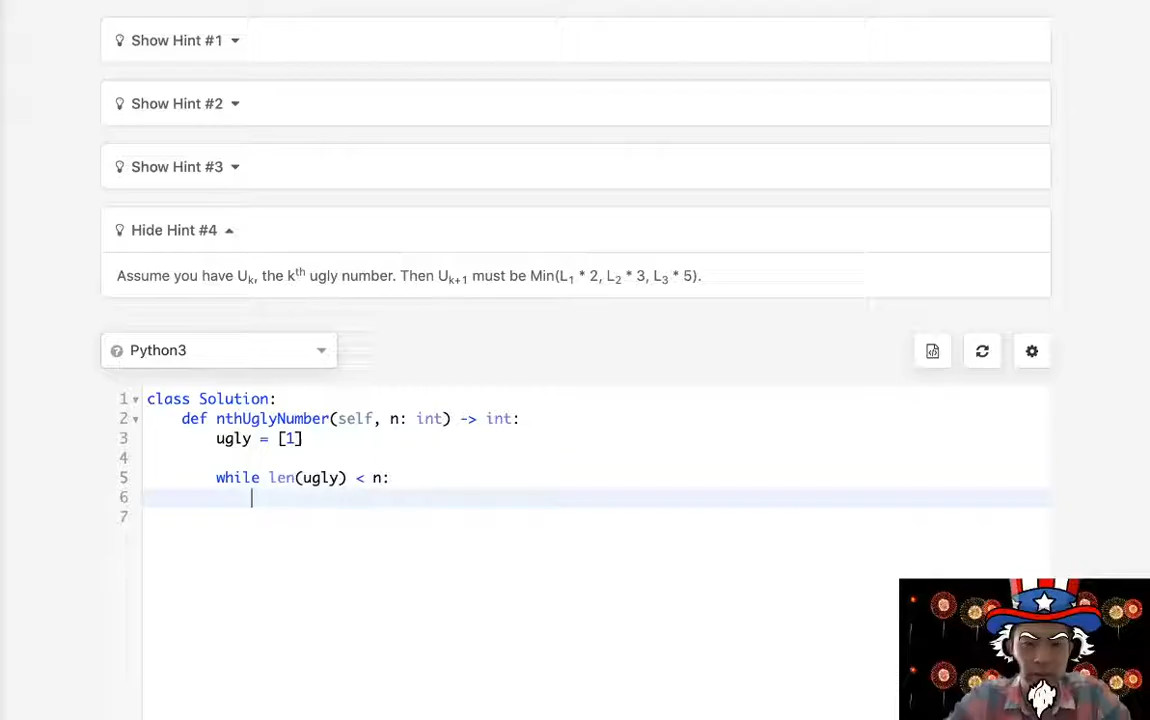 Show Hint #1
Show Hint #2
Show Hint #3
Hide Hint #4
Assume you have Uk, the kth ugly number. Then Uk+1 must be Min(L1 * 2, L2 * 3, L3 * 5).
Python3
1 class Solution:
2 def nthUglyNumber(self, n: int) -> int:
3 ugly = [1]
4
5 while len(ugly) < n:
6
7